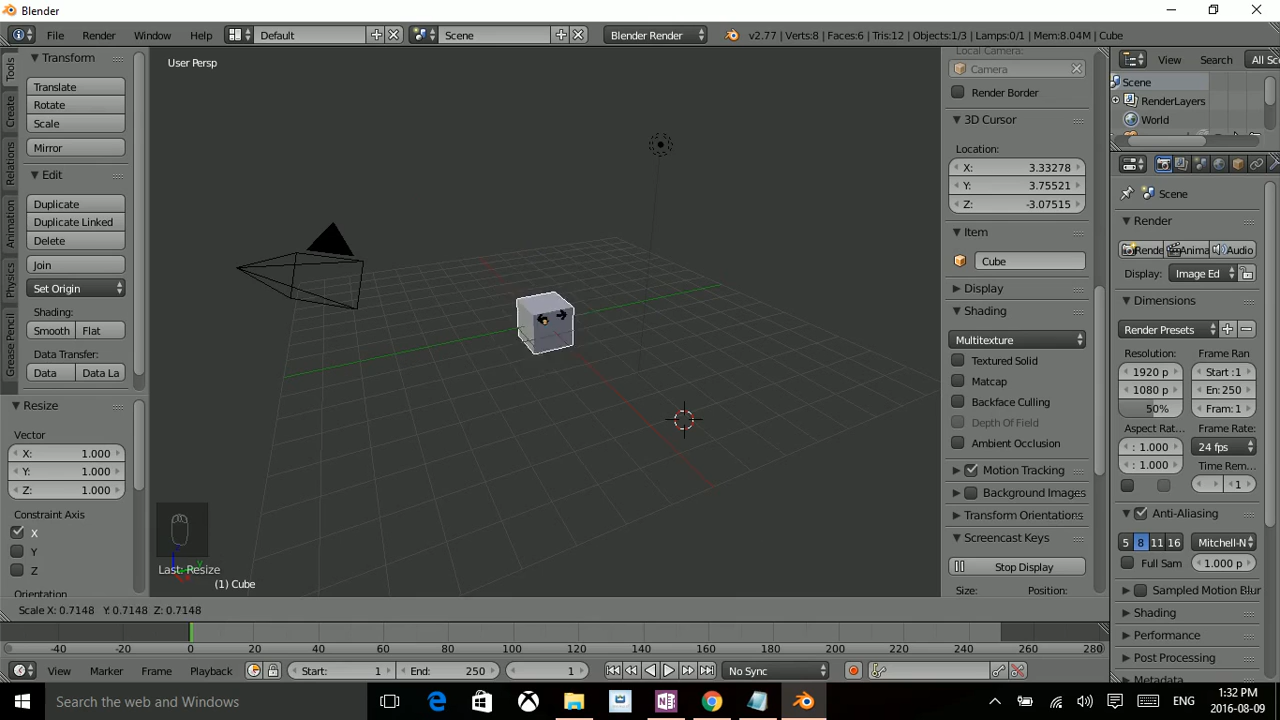 Blender
File Render Window Help Default Scene Blender Render v2.77 | Verts:8 | Faces:6 | Tris:12 | Objects:1/3 | Lamps:0/1 | Mem:8.04M | Cube
Tools
Create
Relations
Animation
Physics
Grease Pencil
Transform
Translate
Rotate
Scale
Mirror
Edit
Duplicate
Duplicate Linked
Delete
Join
Set Origin
Shading:
Smooth Flat
Data Transfer:
Data Data La
Resize
Vector
X: 1.000
Y: 1.000
Z: 1.000
Constraint Axis
X
Y
Z
Orientation
User Persp
Last: Resize
(1) Cube
Local Camera
Camera
Render Border
3D Cursor
Location:
X: 3.33278
Y: 3.75521
Z: -3.07515
Item
Cube
Display
Shading
Multitexture
Textured Solid
Matcap
Backface Culling
Depth Of Field
Ambient Occlusion
Motion Tracking
Background Images
Transform Orientations
Screencast Keys
Stop Display
Size: Position:
View Search All Sc
Scene
RenderLayers
World
Scene
Render
Rende Anima Audio
Display: Image Ed
Dimensions
Render Presets
Resolution: Frame Ran
1920 p Start :1
1080 p En: 250
50% Fram: 1
Aspect Rat... Frame Rate:
: 1.000 24 fps
: 1.000 Time Rem...
1
Anti-Aliasing
5 8 11 16 Mitchell-N
Full Sam 1.000 p
Sampled Motion Blur
Shading
Performance
Post Processing
Metadata
Scale X: 0.7148 Y: 0.7148 Z: 0.7148
-40 -20 0 20 40 60 80 100 120 140 160 180 200 220 240 260 280
View Marker Frame Playback Start: 1 End: 250 1 No Sync
Search the web and Windows
ENG
1:32 PM
2016-08-09